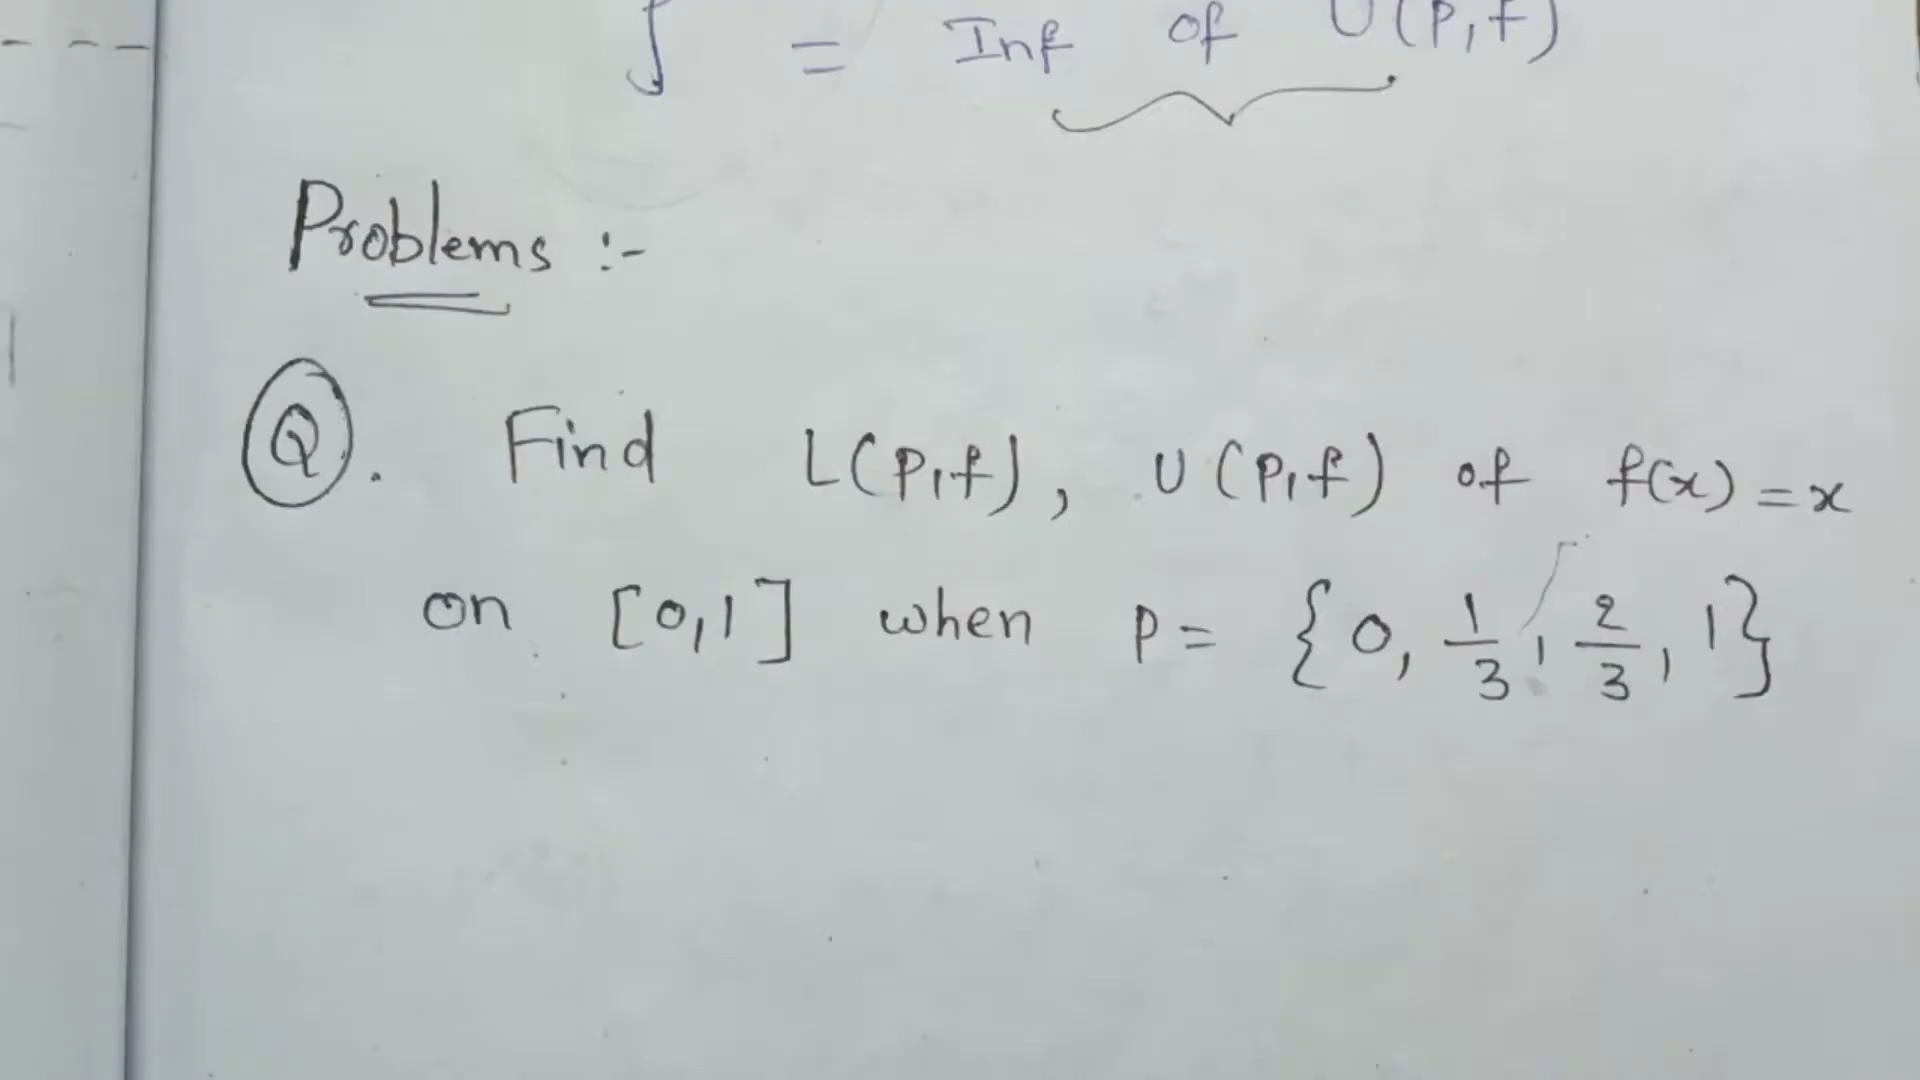 ∫ = Inf of U(P,f)
Problems :-
Q. Find L(P,f), U(P,f) of f(x) = x
on [0,1] when P = {0, 1/3, 2/3, 1}